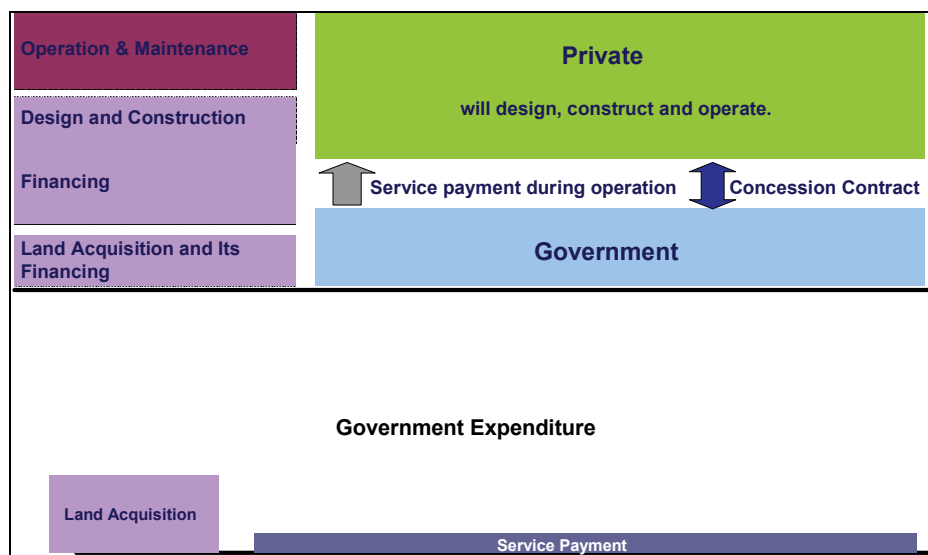 Operation & Maintenance
Design and Construction
Financing
Land Acquisition and Its
Financing
Private
will design, construct and operate.
Service payment during operation
Concession Contract
Government
Government Expenditure
Land Acquisition
Service Payment